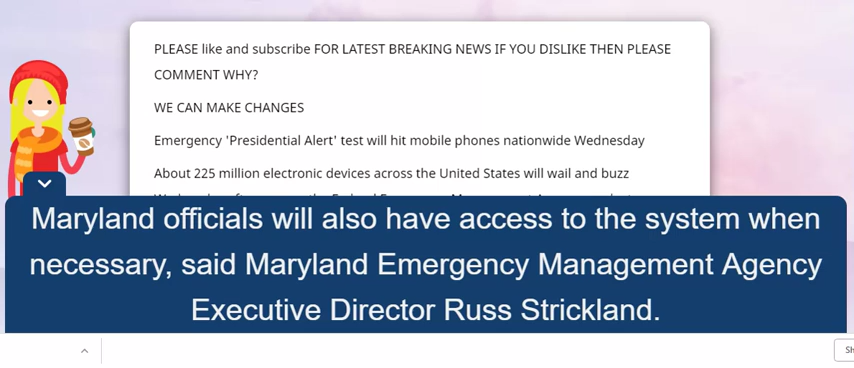 PLEASE like and subscribe FOR LATEST BREAKING NEWS IF YOU DISLIKE THEN PLEASE
COMMENT WHY?
WE CAN MAKE CHANGES
Emergency 'Presidential Alert' test will hit mobile phones nationwide Wednesday
About 225 million electronic devices across the United States will wail and buzz
Maryland officials will also have access to the system when
necessary, said Maryland Emergency Management Agency
Executive Director Russ Strickland.
Sh